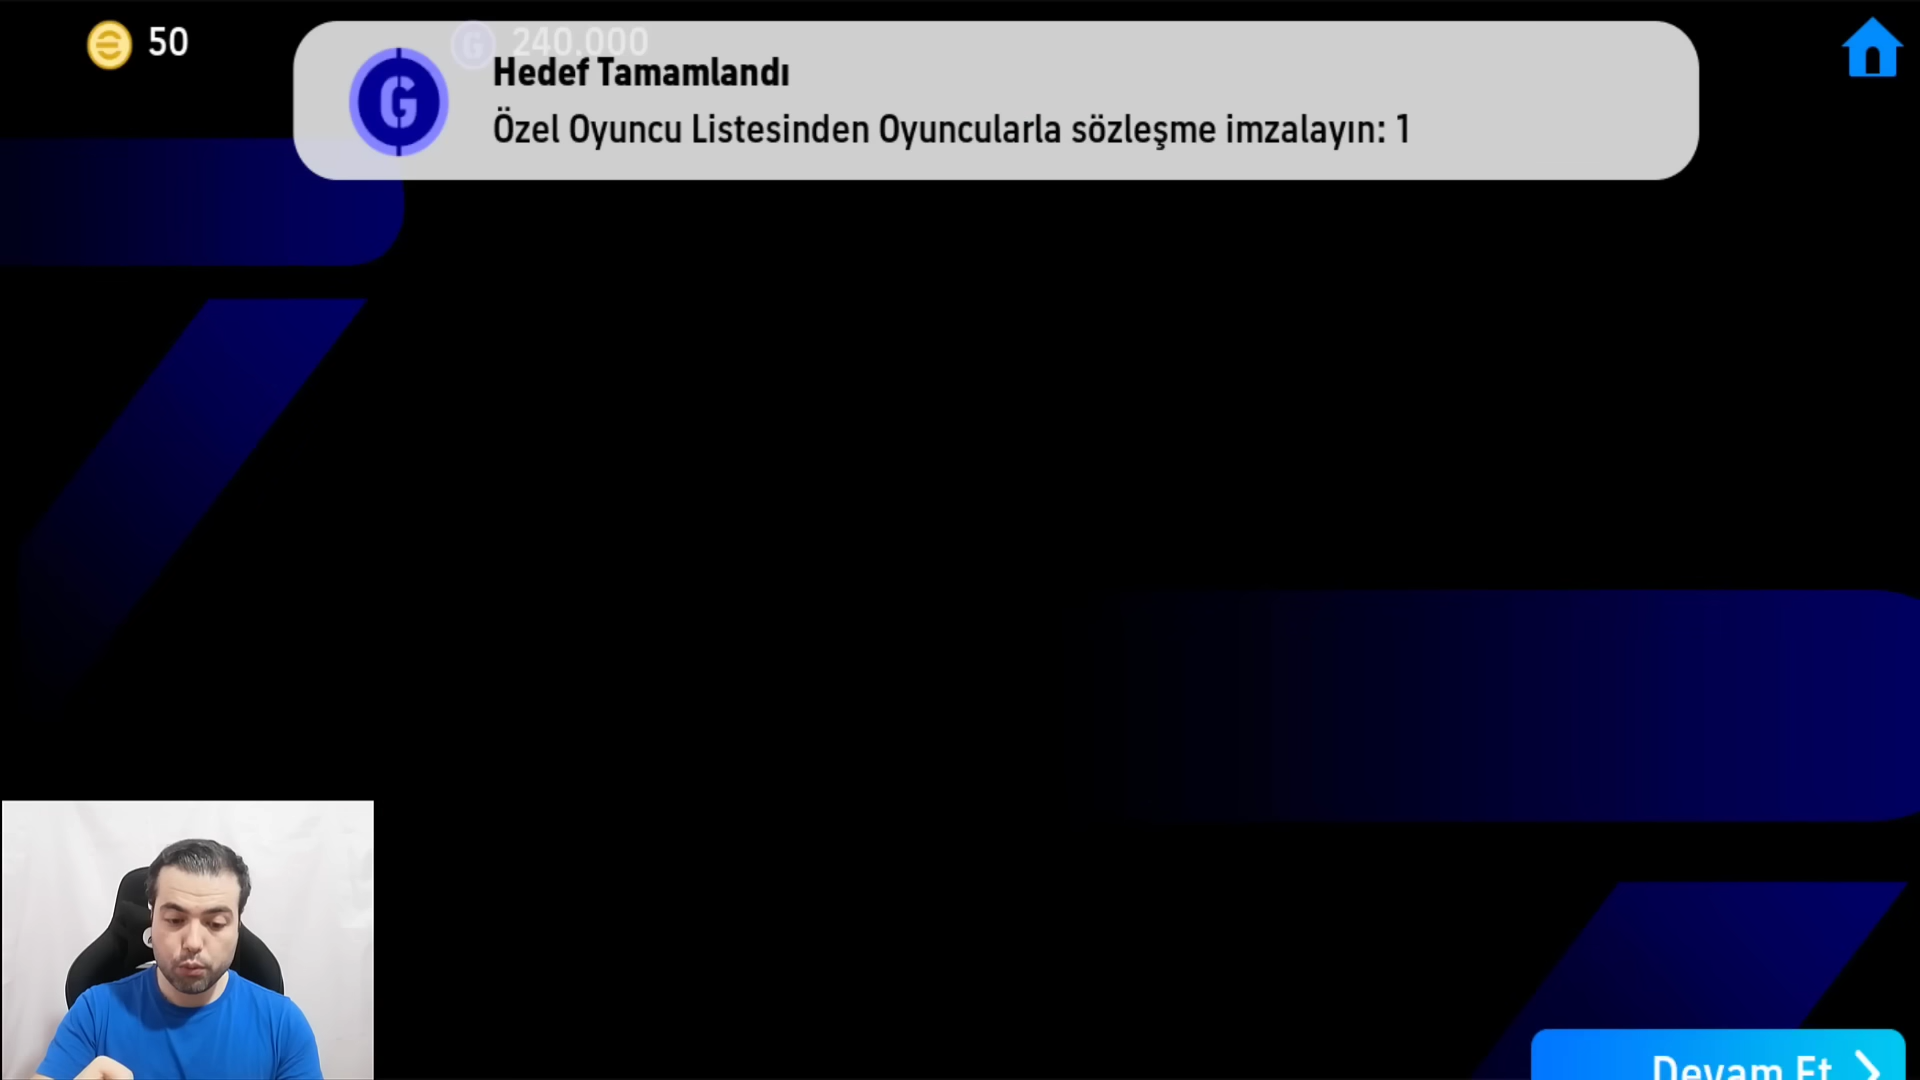 50
240.000
Hedef Tamamlandı
Özel Oyuncu Listesinden Oyuncularla sözleşme imzalayın: 1
Devam Et